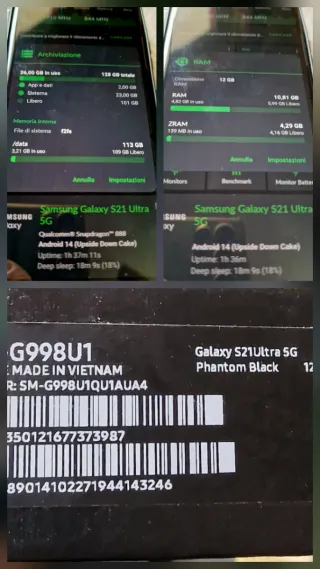 Archiviazione
26,00 GB in uso 128 GB totale
App e dati 2,00 GB
Sistema 23,00 GB
Libero 101 GB
Memoria Interna
File di sistema f2fs
/data 113 GB
3,21 GB in uso 109 GB Libero
Annulla Impostazioni
Samsung Galaxy S21 Ultra
5G
Qualcomm® Snapdragon™ 888
Android 14 (Upside Down Cake)
Uptime: 1h 37m 11s
Deep sleep: 18m 9s (18%)
RAM
Dimensione 12 GB
RAM
RAM 10,81 GB
4,82 GB in uso 5,99 GB Libero
ZRAM 4,29 GB
139 MB in uso 4,16 GB Libero
Annulla Impostazioni
Monitors Benchmark Monitor Batter
Samsung Galaxy S21 Ultra
5G
Android 14 (Upside Down Cake)
Uptime: 1h 36m
Deep sleep: 18m 9s (18%)
G998U1
MADE IN VIETNAM
R: SM-G998U1QU1AUA4
Galaxy S21Ultra 5G
Phantom Black 12
350121677373987
89014102271944143246